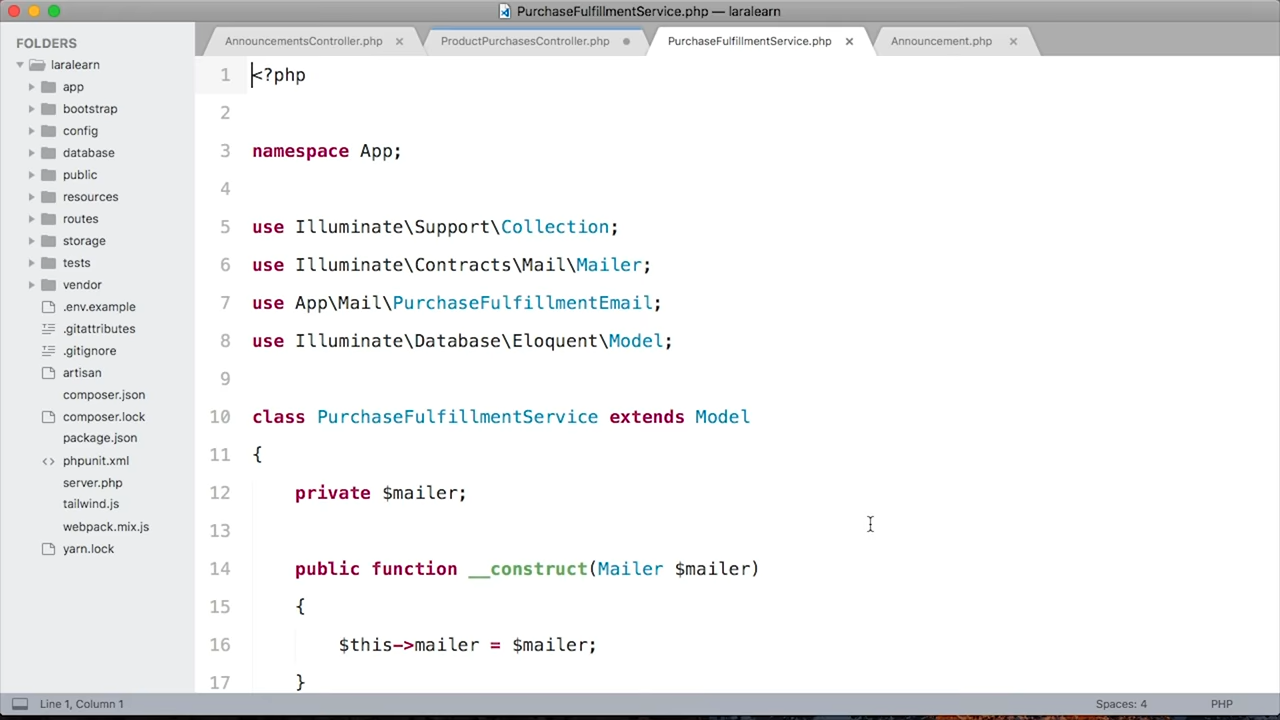 PurchaseFulfillmentService.php — laralearn
FOLDERS
laralearn
app
bootstrap
config
database
public
resources
routes
storage
tests
vendor
.env.example
.gitattributes
.gitignore
artisan
composer.json
composer.lock
package.json
phpunit.xml
server.php
tailwind.js
webpack.mix.js
yarn.lock
AnnouncementsController.php
ProductPurchasesController.php
PurchaseFulfillmentService.php
Announcement.php
1 <?php
2
3 namespace App;
4
5 use Illuminate\Support\Collection;
6 use Illuminate\Contracts\Mail\Mailer;
7 use App\Mail\PurchaseFulfillmentEmail;
8 use Illuminate\Database\Eloquent\Model;
9
10 class PurchaseFulfillmentService extends Model
11 {
12     private $mailer;
13
14     public function __construct(Mailer $mailer)
15     {
16         $this->mailer = $mailer;
17     }
Line 1, Column 1
Spaces: 4
PHP